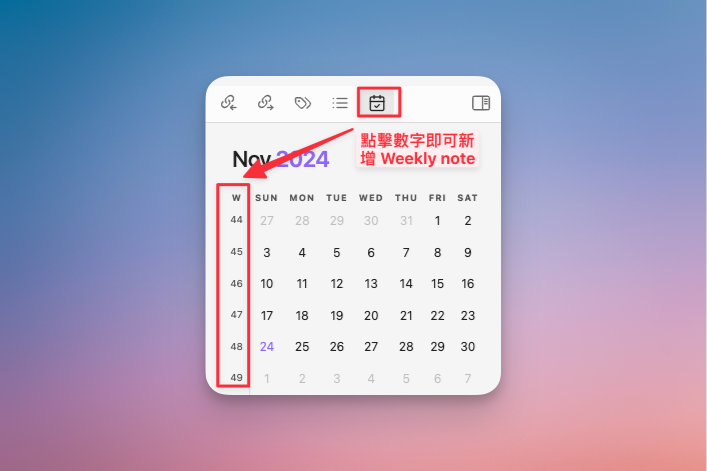 點擊數字即可新
增 Weekly note
Nov 2024
W SUN MON TUE WED THU FRI SAT
44 27 28 29 30 31 1 2
45 3 4 5 6 7 8 9
46 10 11 12 13 14 15 16
47 17 18 19 20 21 22 23
48 24 25 26 27 28 29 30
49 1 2 3 4 5 6 7